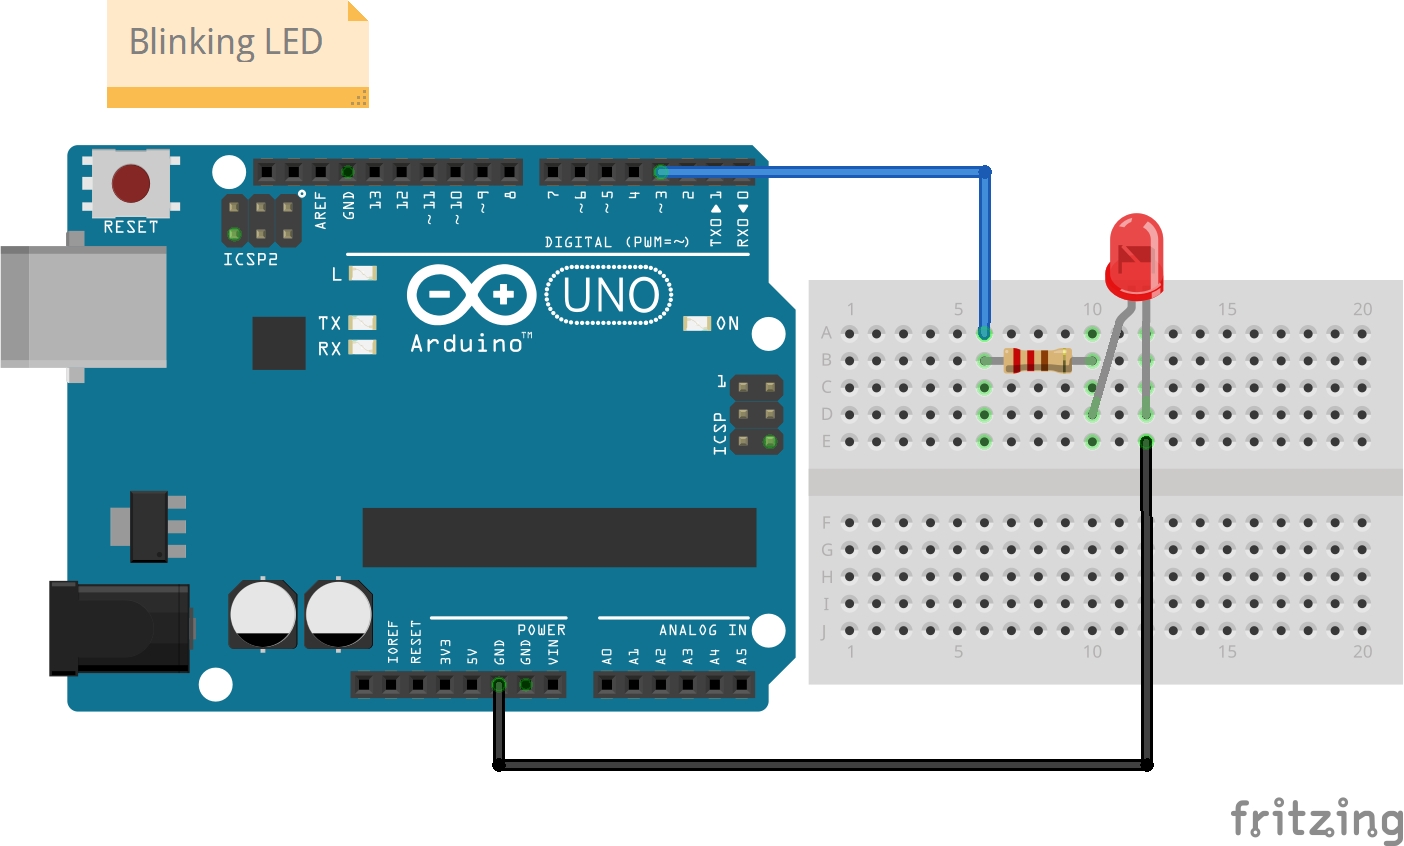 Blinking LED
RESET
ICSP2
AREF
GND
13
12
~11
~10
~9
8
7
~6
~5
4
~3
2
TX0▶1
RX0◀0
DIGITAL (PWM=~)
L
TX
RX
UNO
Arduino™
ON
1
ICSP
IOREF
RESET
3V3
5V
GND
GND
VIN
POWER
A0
A1
A2
A3
A4
A5
ANALOG IN
1 5 10 15 20
A
B
C
D
E
F
G
H
I
J
1 5 10 15 20
fritzing